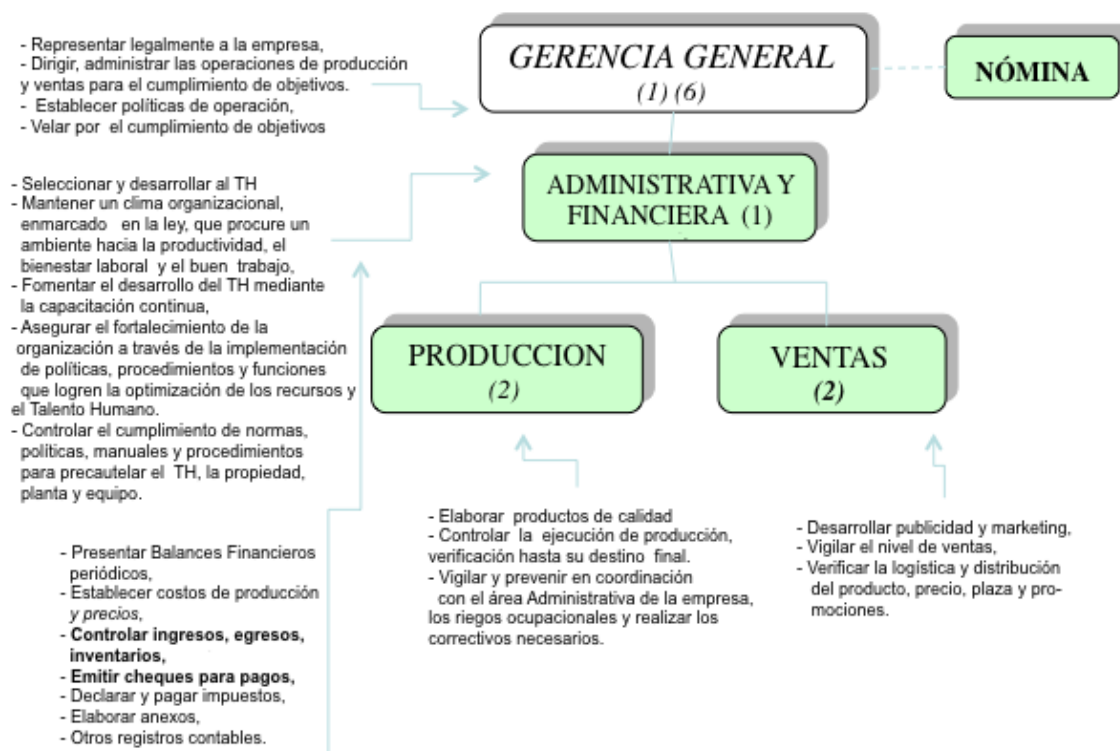 - Representar legalmente a la empresa,
- Dirigir, administrar las operaciones de producción
y ventas para el cumplimiento de objetivos.
- Establecer políticas de operación,
- Velar por el cumplimiento de objetivos
GERENCIA GENERAL
(1) (6)
NÓMINA
- Seleccionar y desarrollar al TH
- Mantener un clima organizacional,
enmarcado en la ley, que procure un
ambiente hacia la productividad, el
bienestar laboral y el buen trabajo,
- Fomentar el desarrollo del TH mediante
la capacitación continua,
- Asegurar el fortalecimiento de la
organización a través de la implementación
de políticas, procedimientos y funciones
que logren la optimización de los recursos y
el Talento Humano.
- Controlar el cumplimiento de normas,
políticas, manuales y procedimientos
para precautelar el TH, la propiedad,
planta y equipo.
ADMINISTRATIVA Y
FINANCIERA (1)
PRODUCCION
(2)
VENTAS
(2)
- Presentar Balances Financieros
periódicos,
- Establecer costos de producción
y precios,
- Controlar ingresos, egresos,
inventarios,
- Emitir cheques para pagos,
- Declarar y pagar impuestos,
- Elaborar anexos,
- Otros registros contables.
- Elaborar productos de calidad
- Controlar la ejecución de producción,
verificación hasta su destino final.
- Vigilar y prevenir en coordinación
con el área Administrativa de la empresa,
los riegos ocupacionales y realizar los
correctivos necesarios.
- Desarrollar publicidad y marketing,
- Vigilar el nivel de ventas,
- Verificar la logística y distribución
del producto, precio, plaza y pro-
mociones.